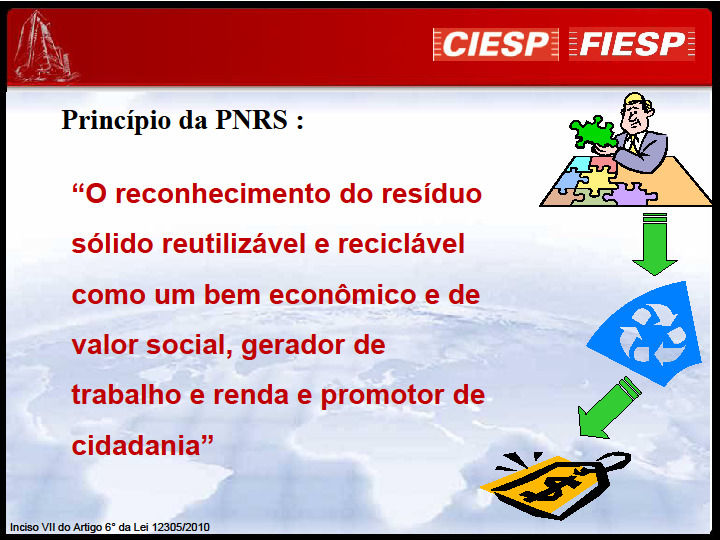 CIESP FIESP
Princípio da PNRS :
“O reconhecimento do resíduo
sólido reutilizável e reciclável
como um bem econômico e de
valor social, gerador de
trabalho e renda e promotor de
cidadania”
$
Inciso VII do Artigo 6° da Lei 12305/2010